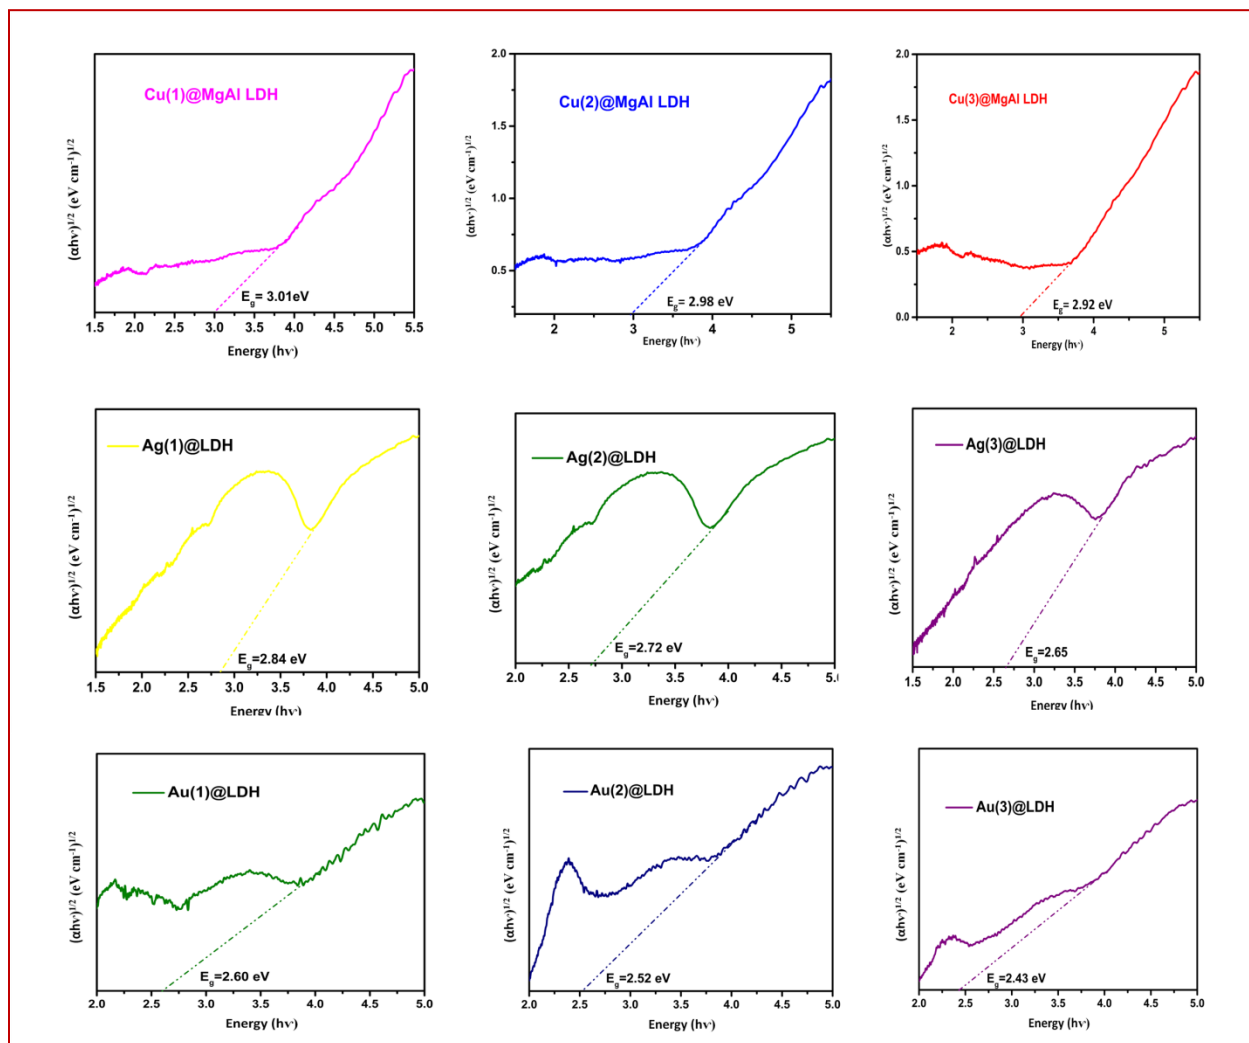 Cu(1)@MgAl LDH
(αhν)1/2 (eV cm-1)1/2
Eg= 3.01eV
1.5 2.0 2.5 3.0 3.5 4.0 4.5 5.0 5.5
Energy (hν)
2.0
1.5
1.0
0.5
Cu(2)@MgAl LDH
(αhν)1/2 (eV cm-1)1/2
Eg= 2.98 eV
2 3 4 5
Energy (hν)
2.0
1.5
1.0
0.5
0.0
Cu(3)@MgAl LDH
(αhν)1/2 (eV cm-1)1/2
Eg= 2.92 eV
2 3 4 5
Energy (hν)
Ag(1)@LDH
(αhν)1/2 (eV cm-1)1/2
Eg=2.84 eV
1.5 2.0 2.5 3.0 3.5 4.0 4.5 5.0
Energy (hν)
Ag(2)@LDH
(αhν)1/2 (eV cm-1)1/2
Eg=2.72 eV
2.0 2.5 3.0 3.5 4.0 4.5 5.0
Energy (hν)
Ag(3)@LDH
(αhν)1/2 (eV cm-1)1/2
Eg=2.65
1.5 2.0 2.5 3.0 3.5 4.0 4.5 5.0
Energy (hν)
Au(1)@LDH
(αhν)1/2 (eV cm-1)1/2
Eg=2.60 eV
2.0 2.5 3.0 3.5 4.0 4.5 5.0
Energy (hν)
Au(2)@LDH
(αhν)1/2 (eV cm-1)1/2
Eg=2.52 eV
2.0 2.5 3.0 3.5 4.0 4.5 5.0
Energy (hν)
Au(3)@LDH
(αhν)1/2 (eV cm-1)1/2
Eg=2.43 eV
2.0 2.5 3.0 3.5 4.0 4.5 5.0
Energy (hν)